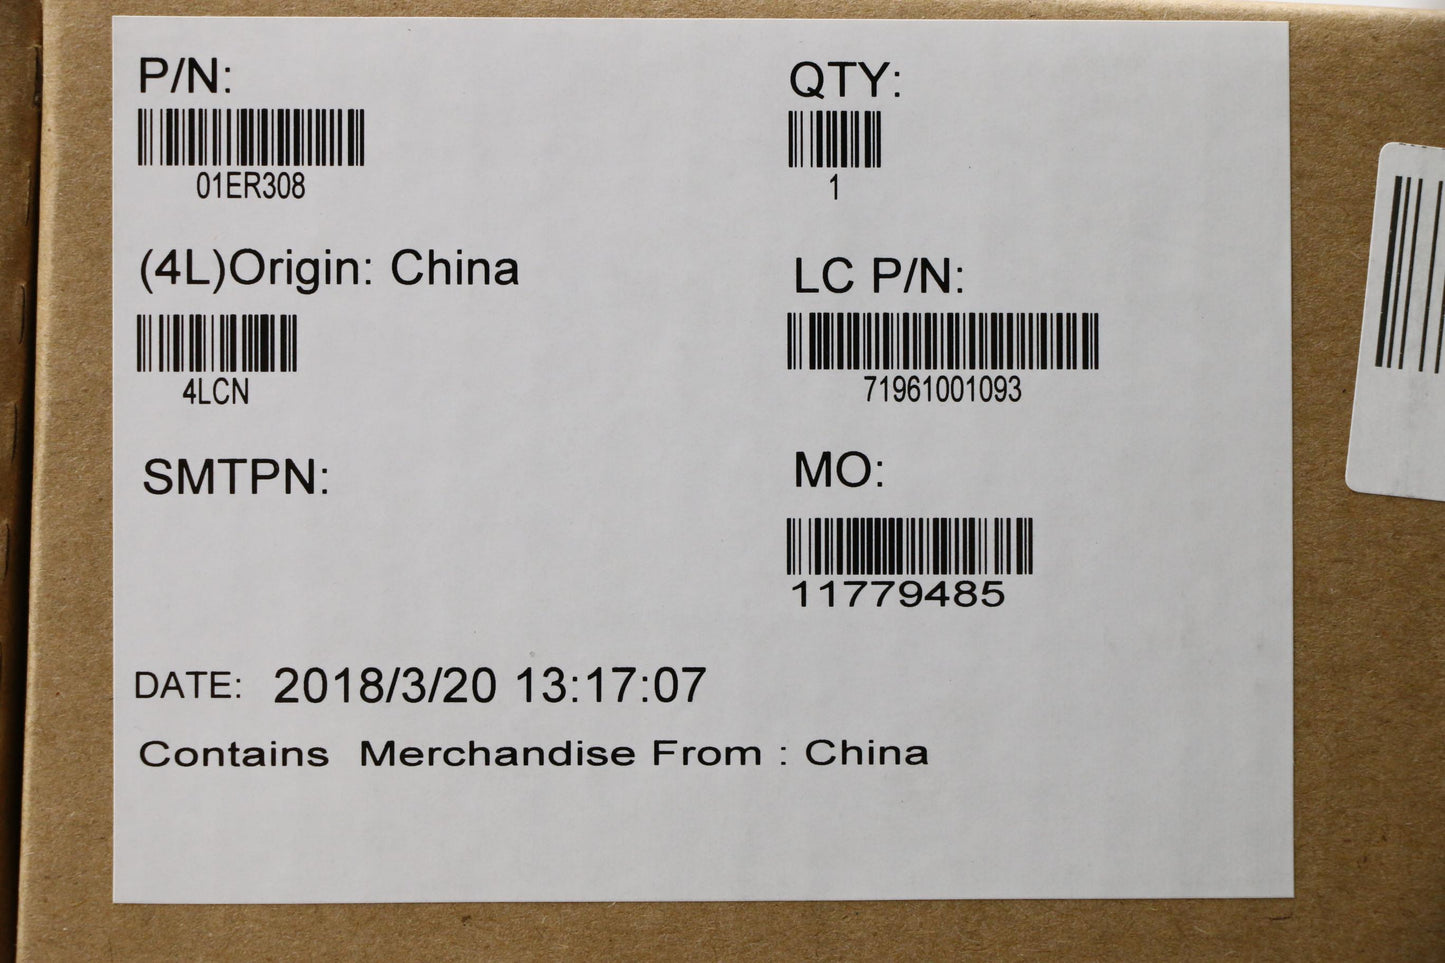 P/N:
01ER308
QTY:
1
(4L)Origin: China
4LCN
LC P/N:
71961001093
SMTPN:
MO:
11779485
DATE: 2018/3/20 13:17:07
Contains Merchandise From : China